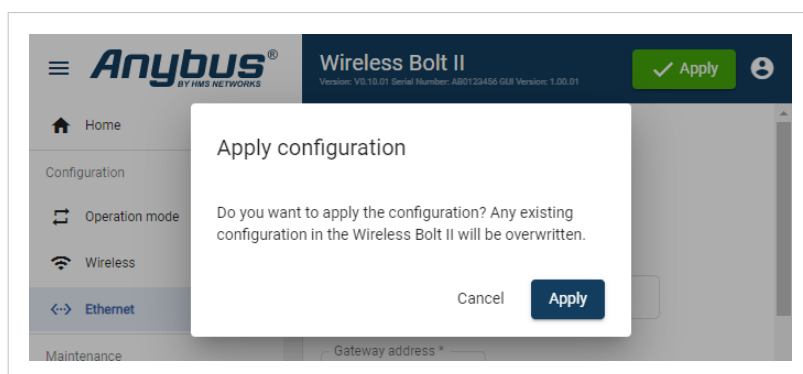 Anybus®
BY HMS NETWORKS
Wireless Bolt II
Version: V0.10.01 Serial Number: AB0123456 GUI Version: 1.00.01
Apply
Home
Configuration
Operation mode
Wireless
Ethernet
Maintenance
Apply configuration
Do you want to apply the configuration? Any existing
configuration in the Wireless Bolt II will be overwritten.
Cancel
Apply
Gateway address *